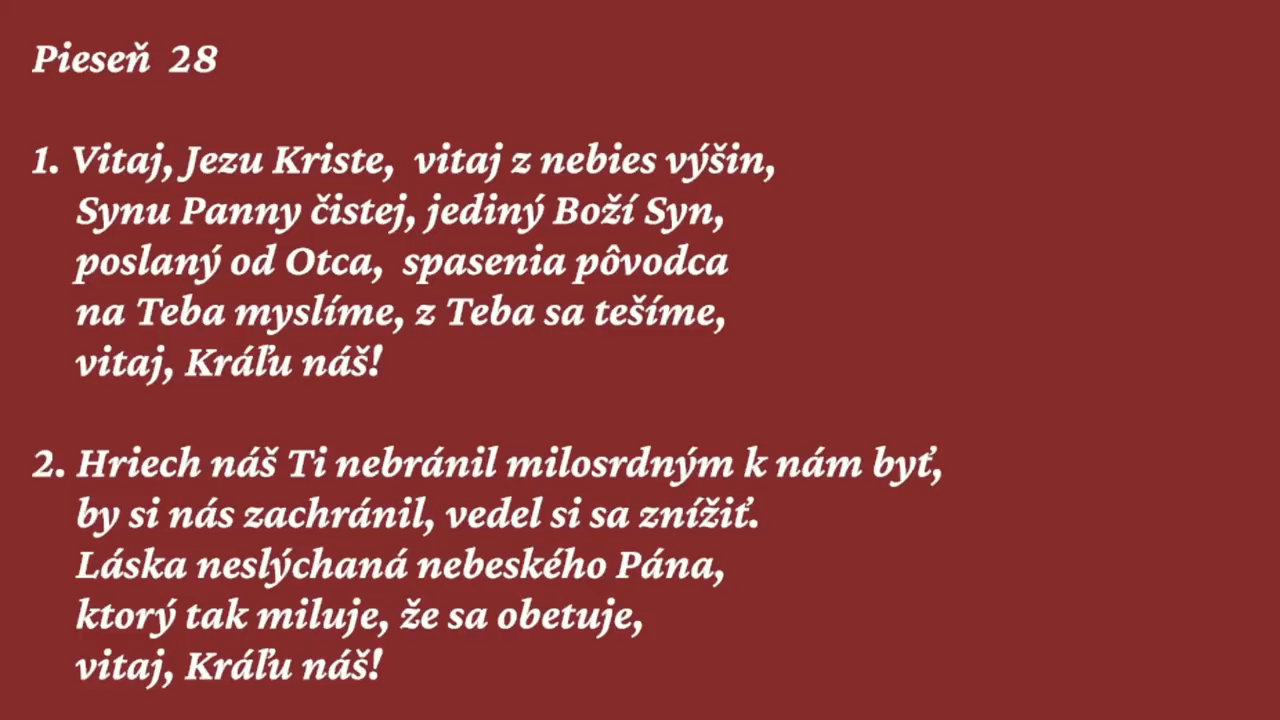 Pieseň 28
1. Vitaj, Jezu Kriste, vitaj z nebies výšin,
Synu Panny čistej, jediný Boží Syn,
poslaný od Otca, spasenia pôvodca
na Teba myslíme, z Teba sa tešíme,
vitaj, Kráľu náš!
2. Hriech náš Ti nebránil milosrdným k nám byť,
by si nás zachránil, vedel si sa znížiť.
Láska neslýchaná nebeského Pána,
ktorý tak miluje, že sa obetuje,
vitaj, Kráľu náš!